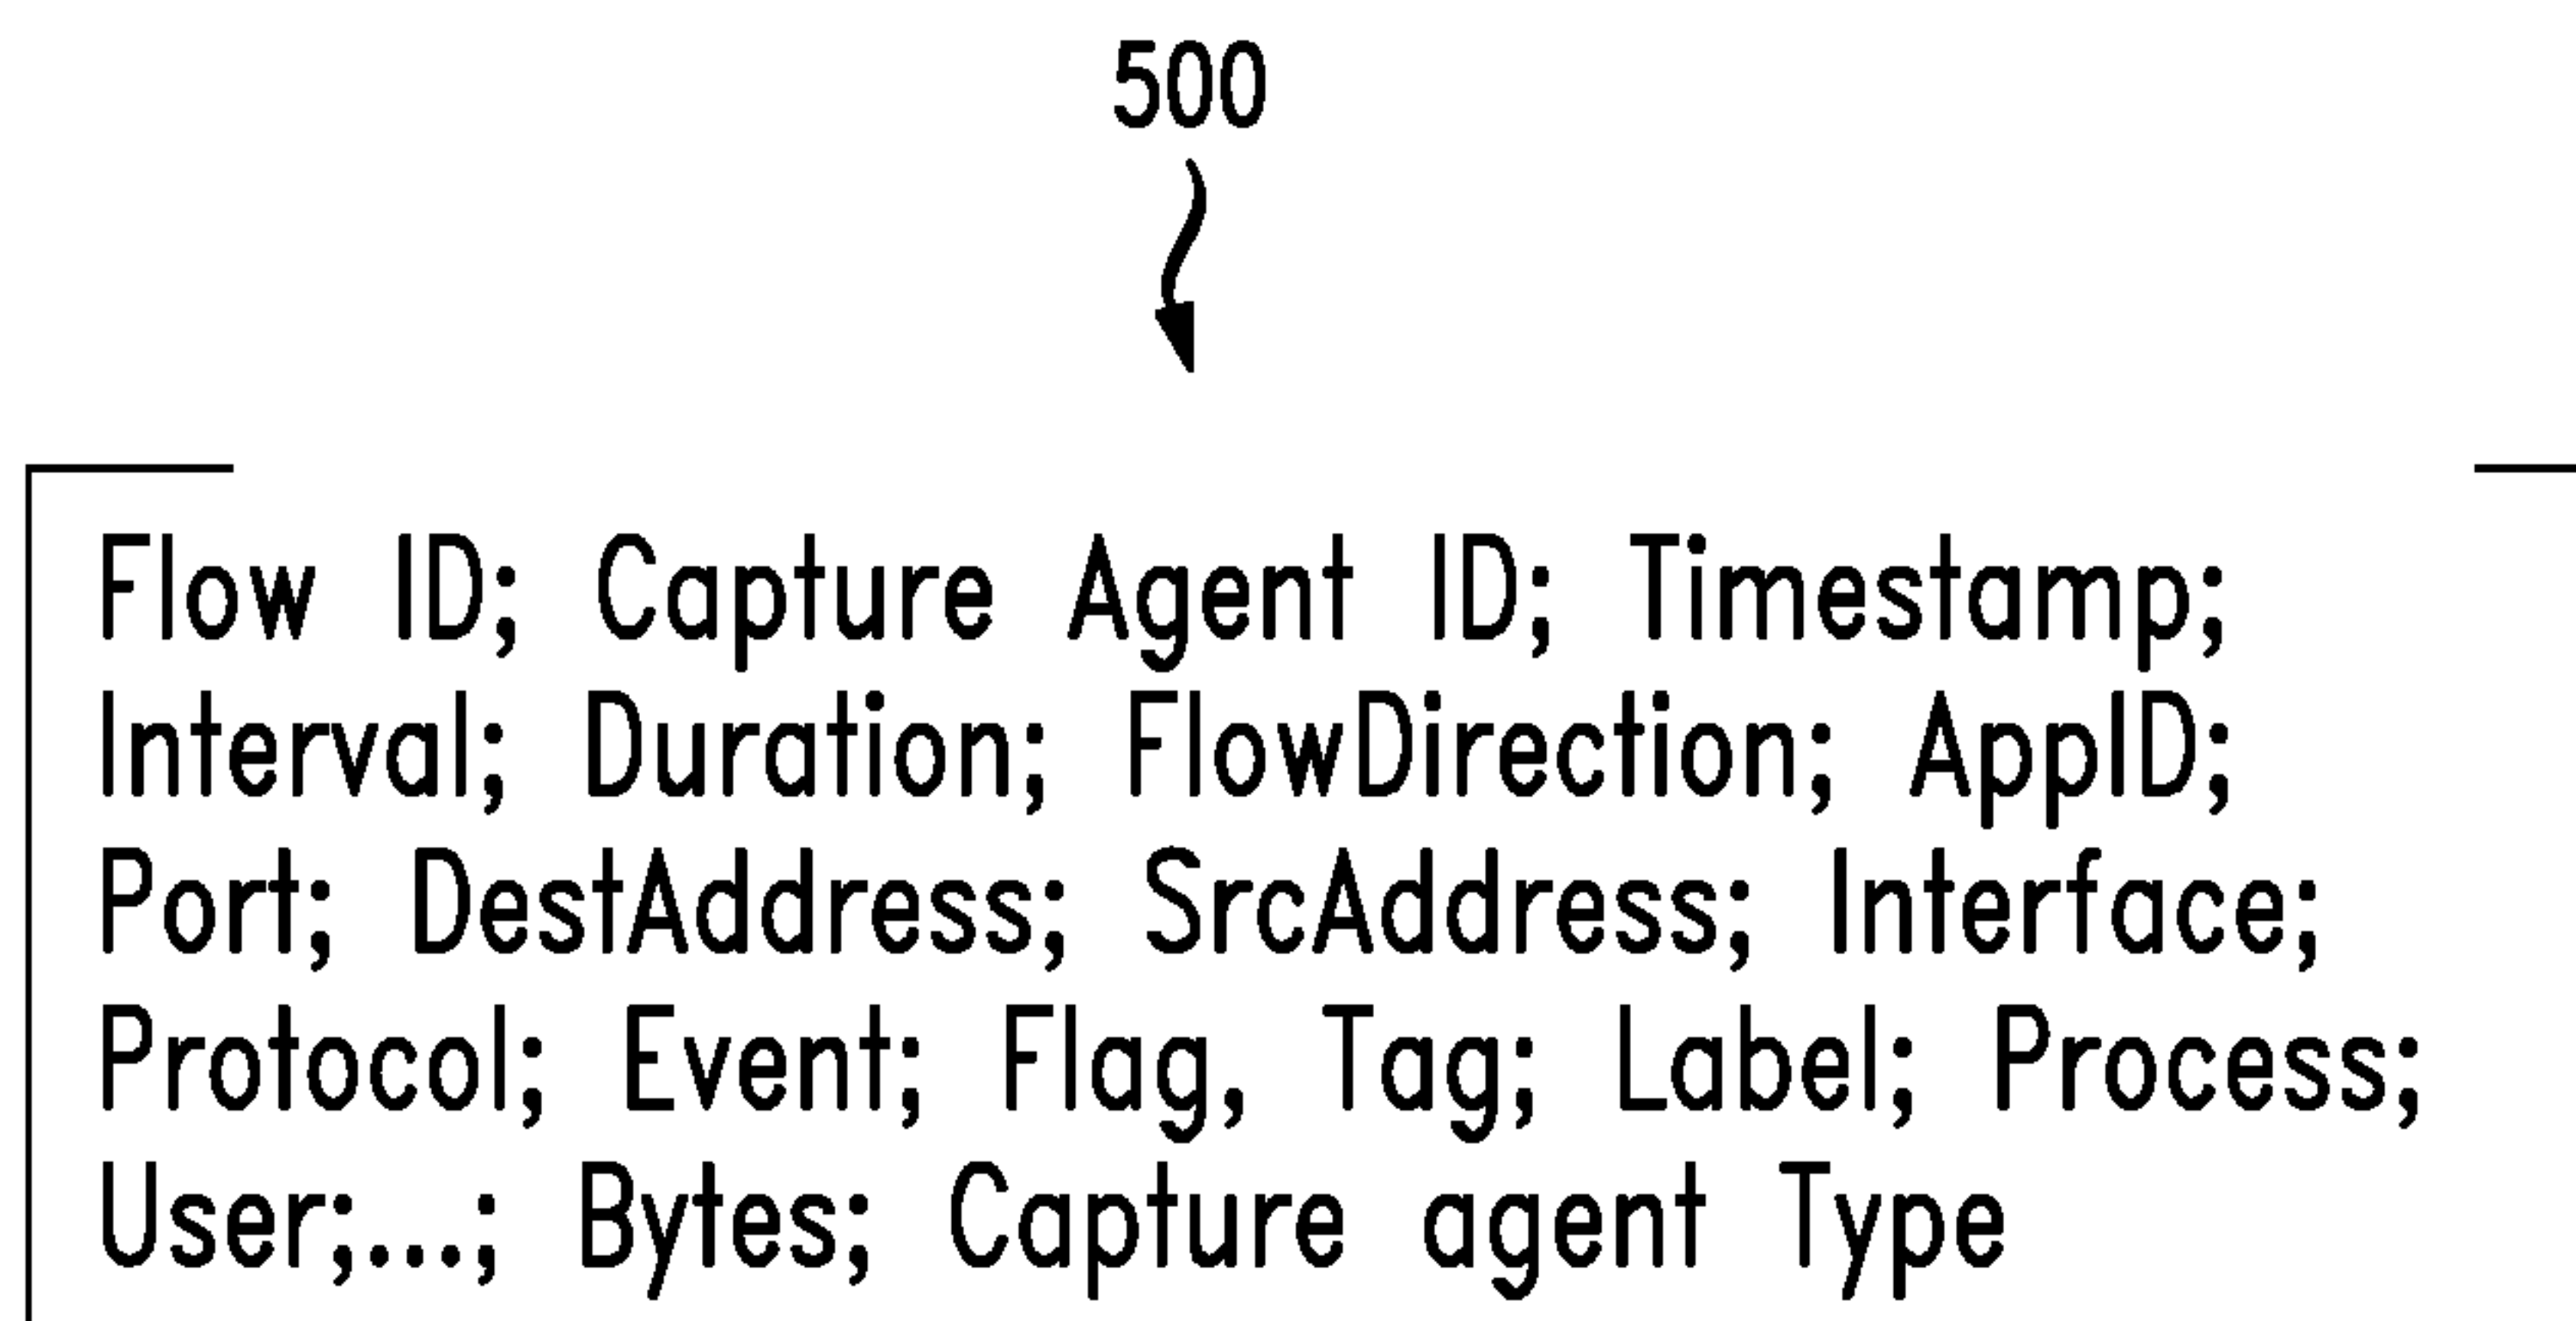 500
Flow ID; Capture Agent ID; Timestamp;
Interval; Duration; FlowDirection; AppID;
Port; DestAddress; SrcAddress; Interface;
Protocol; Event; Flag, Tag; Label; Process;
User;...; Bytes; Capture agent Type